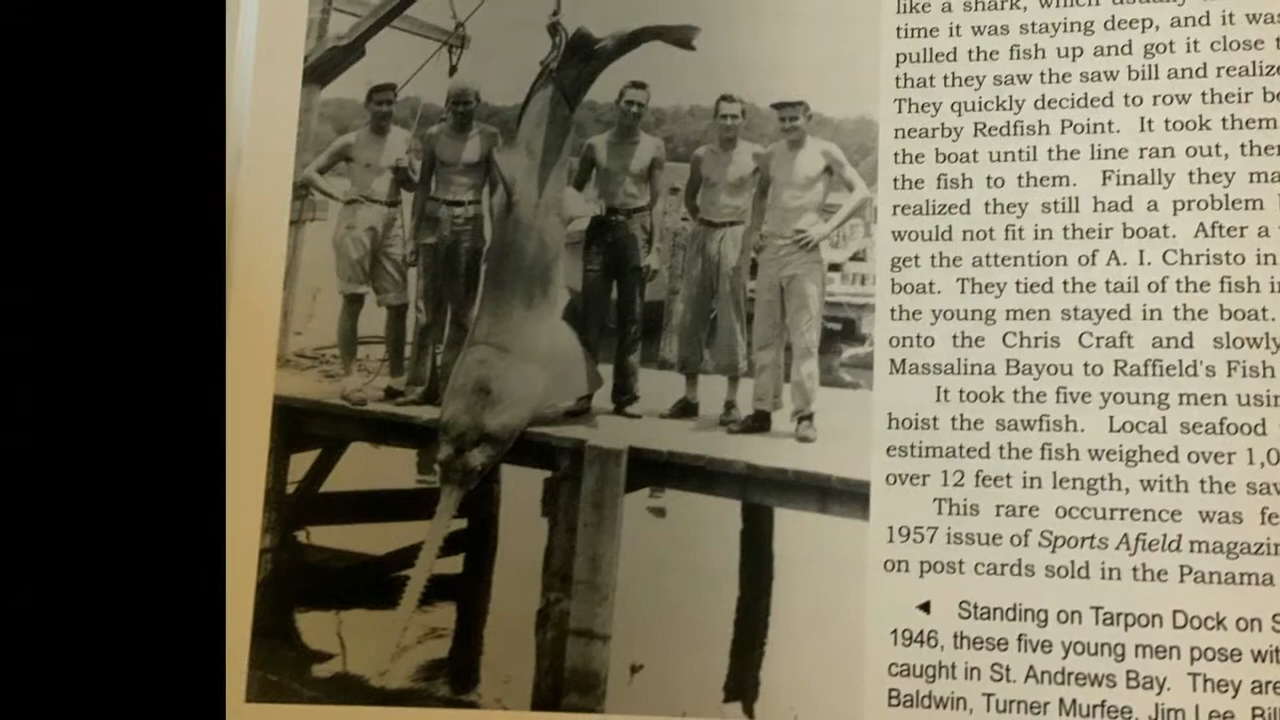 like a shark, which usually
time it was staying deep, and it was
pulled the fish up and got it close
that they saw the saw bill and realize
They quickly decided to row their
nearby Redfish Point. It took them
the boat until the line ran out,
the fish to them. Finally they
realized they still had a problem
would not fit in their boat. After a
get the attention of A. I. Christo in
boat. They tied the tail of the fish
the young men stayed in the boat.
onto the Chris Craft and slowly
Massalina Bayou to Raffield's Fish
It took the five young men
hoist the sawfish. Local seafood
estimated the fish weighed over 1,0
over 12 feet in length, with the
This rare occurrence was
1957 issue of Sports Afield
on post cards sold in the Panama
◄ Standing on Tarpon Dock on S
1946, these five young men pose
caught in St. Andrews Bay. They are
Baldwin, Turner Murfee, Jim Lee,